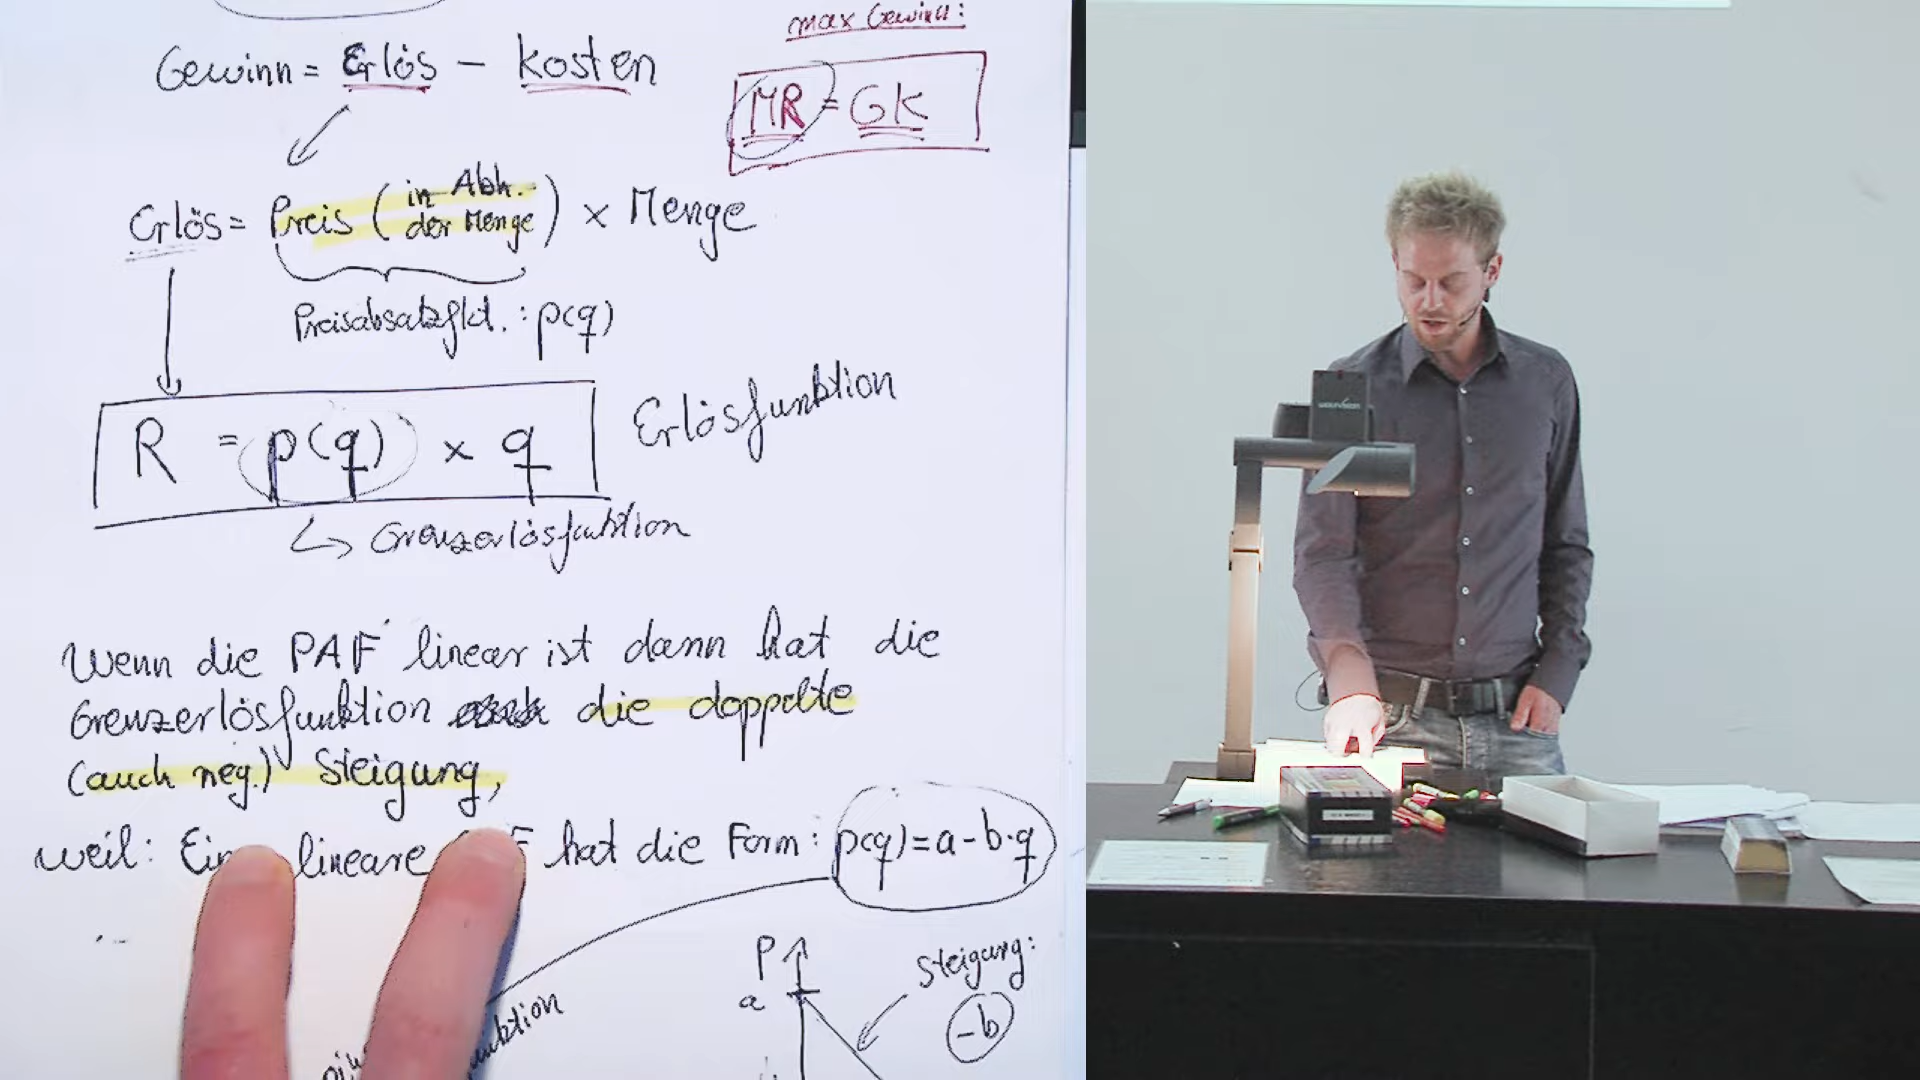 max Gewinn:
Gewinn = Erlös – Kosten
MR = GK
Erlös = Preis (in Abh. der Menge) × Menge
Preisabsatzfkt. : p(q)
R = p(q) × q
Erlösfunktion
↳ Grenzerlösfunktion
Wenn die PAF linear ist dann hat die
Grenzerlösfunktion die doppelte
(auch neg.) Steigung,
weil: lineare hat die Form: p(q)=a-b·q
P
a
Steigung:
-b